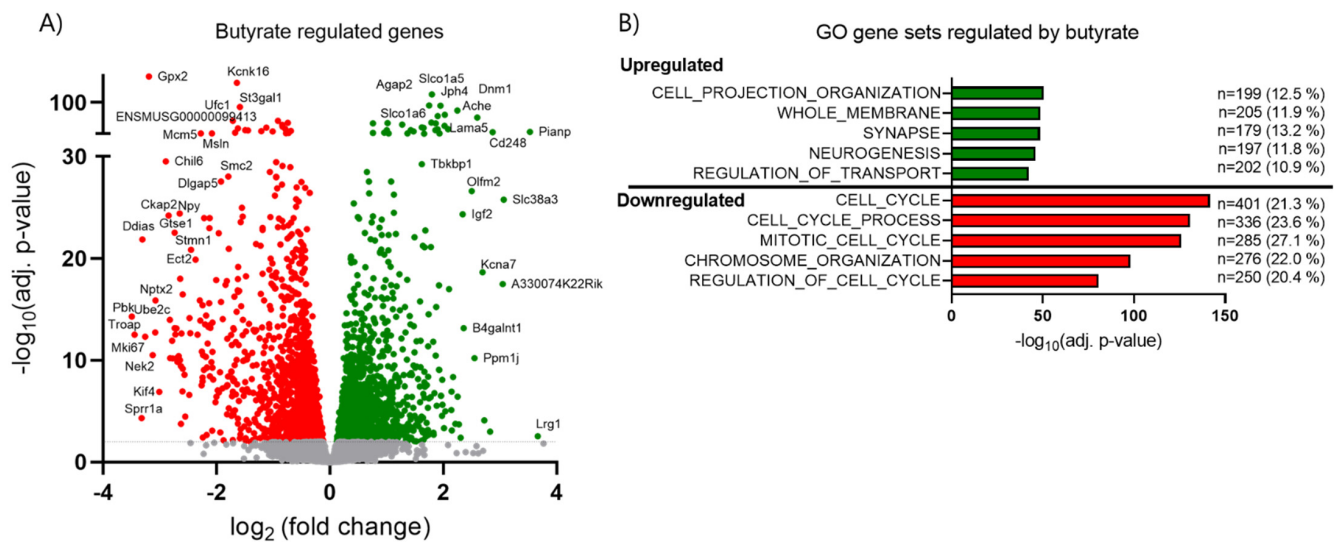 A)
Butyrate regulated genes
Gpx2
Kcnk16
Slco1a5
Agap2
Jph4
Dnm1
Ufc1
St3gal1
Slco1a6
Ache
ENSMUSG00000099413
Mcm5
Msln
Lama5
Pianp
Cd248
100
30
20
10
0
-log10(adj. p-value)
Chil6
Smc2
Tbkbp1
Dlgap5
Olfm2
Ckap2
Npy
Slc38a3
Ddias
Gtse1
Igf2
Stmn1
Ect2
Kcna7
Nptx2
A330074K22Rik
Pbk
Ube2c
Troap
B4galnt1
Mki67
Nek2
Ppm1j
Kif4
Sprr1a
Lrg1
-4
-2
0
2
4
log2 (fold change)
B)
GO gene sets regulated by butyrate
Upregulated
CELL_PROJECTION_ORGANIZATION n=199 (12.5 %)
WHOLE_MEMBRANE n=205 (11.9 %)
SYNAPSE n=179 (13.2 %)
NEUROGENESIS n=197 (11.8 %)
REGULATION_OF_TRANSPORT n=202 (10.9 %)
Downregulated
CELL_CYCLE n=401 (21.3 %)
CELL_CYCLE_PROCESS n=336 (23.6 %)
MITOTIC_CELL_CYCLE n=285 (27.1 %)
CHROMOSOME_ORGANIZATION n=276 (22.0 %)
REGULATION_OF_CELL_CYCLE n=250 (20.4 %)
0
50
100
150
-log10(adj. p-value)